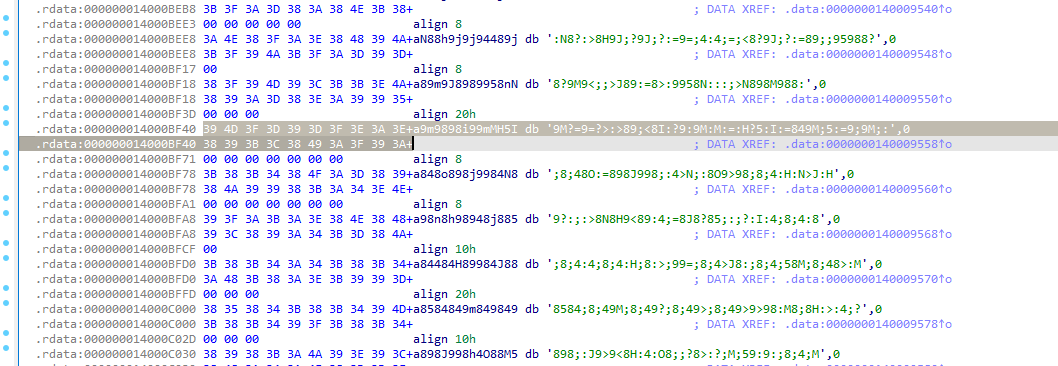 .rdata:000000014000BEB8 3B 3F 3A 3D 38 3A 38 4E 3B 38+ ; DATA XREF: .data:0000000140009540↑o
.rdata:000000014000BEE3 00 00 00 00 00 align 8
.rdata:000000014000BEE8 3A 4E 38 3F 3A 3E 38 48 39 4A+aN88h9j9j94489j db ':N8?:>8H9J;?9J;?:=9=;4:4;=;<8?9J;?:=89;;95988?',0
.rdata:000000014000BEE8 3B 3F 39 4A 3B 3F 3A 3D 39 3D+ ; DATA XREF: .data:0000000140009548↑o
.rdata:000000014000BF17 00 align 8
.rdata:000000014000BF18 38 3F 39 4D 39 3C 3B 3B 3E 4A+a89m9J8989958nN db '8?9M9<;;>J89:=8>:9958N:::;>N898M988:',0
.rdata:000000014000BF18 38 39 3A 3D 38 3E 3A 39 39 35+ ; DATA XREF: .data:0000000140009550↑o
.rdata:000000014000BF3D 00 00 00 align 20h
.rdata:000000014000BF40 39 4D 3F 3D 39 3D 3F 3E 3A 3E+a9m9898i99mMH5I db '9M?=9=?>:>89;<8I:?9:9M:M:=:H?5:I:=849M;5:=9;9M;:',0
.rdata:000000014000BF40 38 39 3B 3C 38 49 3A 3F 39 3A+ ; DATA XREF: .data:0000000140009558↑o
.rdata:000000014000BF71 00 00 00 00 00 00 00 align 8
.rdata:000000014000BF78 3B 38 3B 34 38 4F 3A 3D 38 39+a848o898j9984N8 db ';8;48O:=898J998;:4>N;:8O9>98;8;4:H:N>J:H',0
.rdata:000000014000BF78 38 4A 39 39 38 3B 3A 34 3E 4E+ ; DATA XREF: .data:0000000140009560↑o
.rdata:000000014000BFA1 00 00 00 00 00 00 00 align 8
.rdata:000000014000BFA8 39 3F 3A 3B 3A 3E 38 4E 38 48+a98n8h98948j885 db '9?:;:>8N8H9<89:4;=8J8?85;:;?:I:4;8;4:8',0
.rdata:000000014000BFA8 39 3C 38 39 3A 34 3B 3D 38 4A+ ; DATA XREF: .data:0000000140009568↑o
.rdata:000000014000BFCF 00 align 10h
.rdata:000000014000BFD0 3B 38 3B 34 3A 34 3B 38 3B 34+a84484H89984J88 db ';8;4:4;8;4:H;8:>;99=;8;4>J8:;8;458M;8;48>:M',0
.rdata:000000014000BFD0 3A 48 3B 38 3A 3E 3B 39 39 3D+ ; DATA XREF: .data:0000000140009570↑o
.rdata:000000014000BFFD 00 00 00 align 20h
.rdata:000000014000C000 38 35 38 34 3B 38 3B 34 39 4D+a8584849m849849 db '8584;8;49M;8;49?;8;49>;8;49>9>98:M8;8H:>:4;?',0
.rdata:000000014000C000 3B 38 3B 34 39 3F 3B 38 3B 34+ ; DATA XREF: .data:0000000140009578↑o
.rdata:000000014000C02D 00 00 00 align 10h
.rdata:000000014000C030 38 39 38 3B 3A 4A 39 3E 39 3C+a898J998h4O88M5 db '898;:J9>9<8H:4:O8;;?8>:?;M;59:9:;8;4;M',0